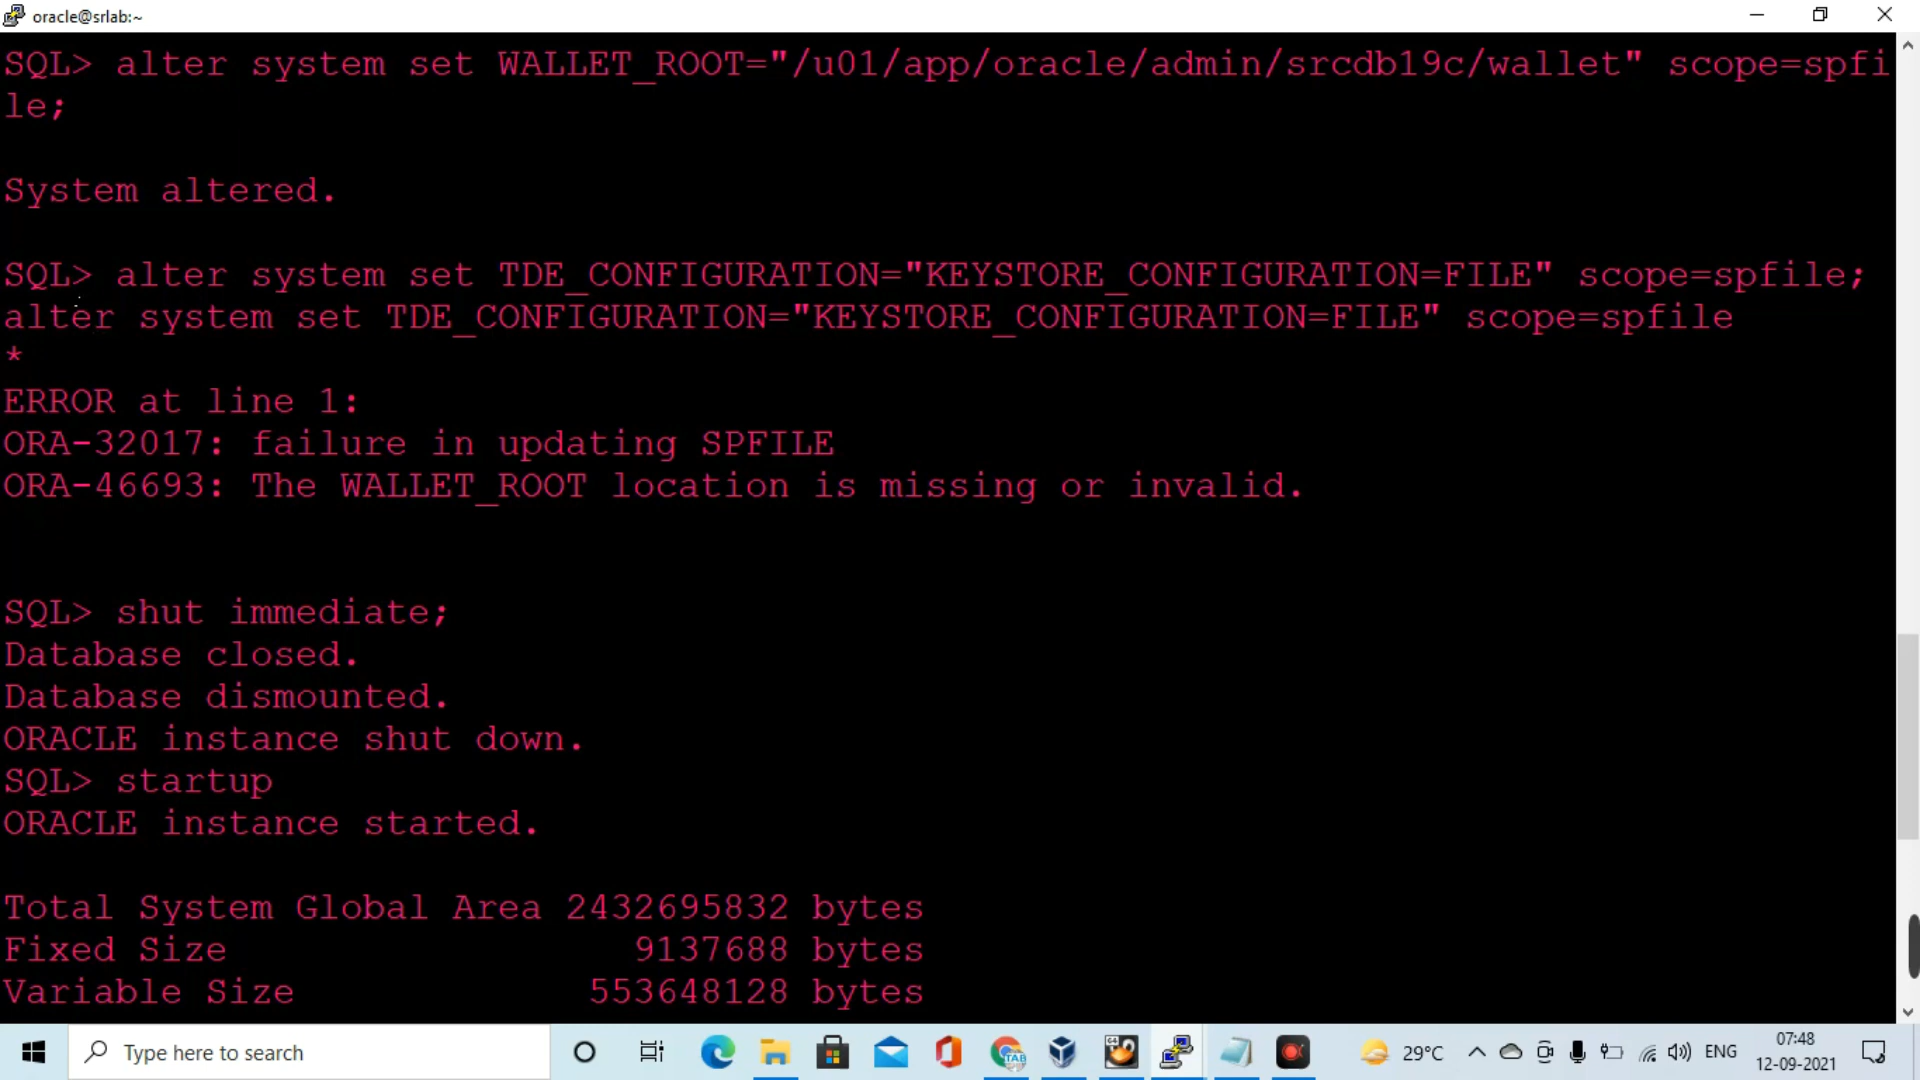 oracle@srlab:~
SQL> alter system set WALLET_ROOT="/u01/app/oracle/admin/srcdb19c/wallet" scope=spfi
le;
System altered.
SQL> alter system set TDE_CONFIGURATION="KEYSTORE_CONFIGURATION=FILE" scope=spfile;
alter system set TDE_CONFIGURATION="KEYSTORE_CONFIGURATION=FILE" scope=spfile
*
ERROR at line 1:
ORA-32017: failure in updating SPFILE
ORA-46693: The WALLET_ROOT location is missing or invalid.
SQL> shut immediate;
Database closed.
Database dismounted.
ORACLE instance shut down.
SQL> startup
ORACLE instance started.
Total System Global Area 2432695832 bytes
Fixed Size 9137688 bytes
Variable Size 553648128 bytes
Type here to search
TAB
64
29°C
ENG
07:48
12-09-2021